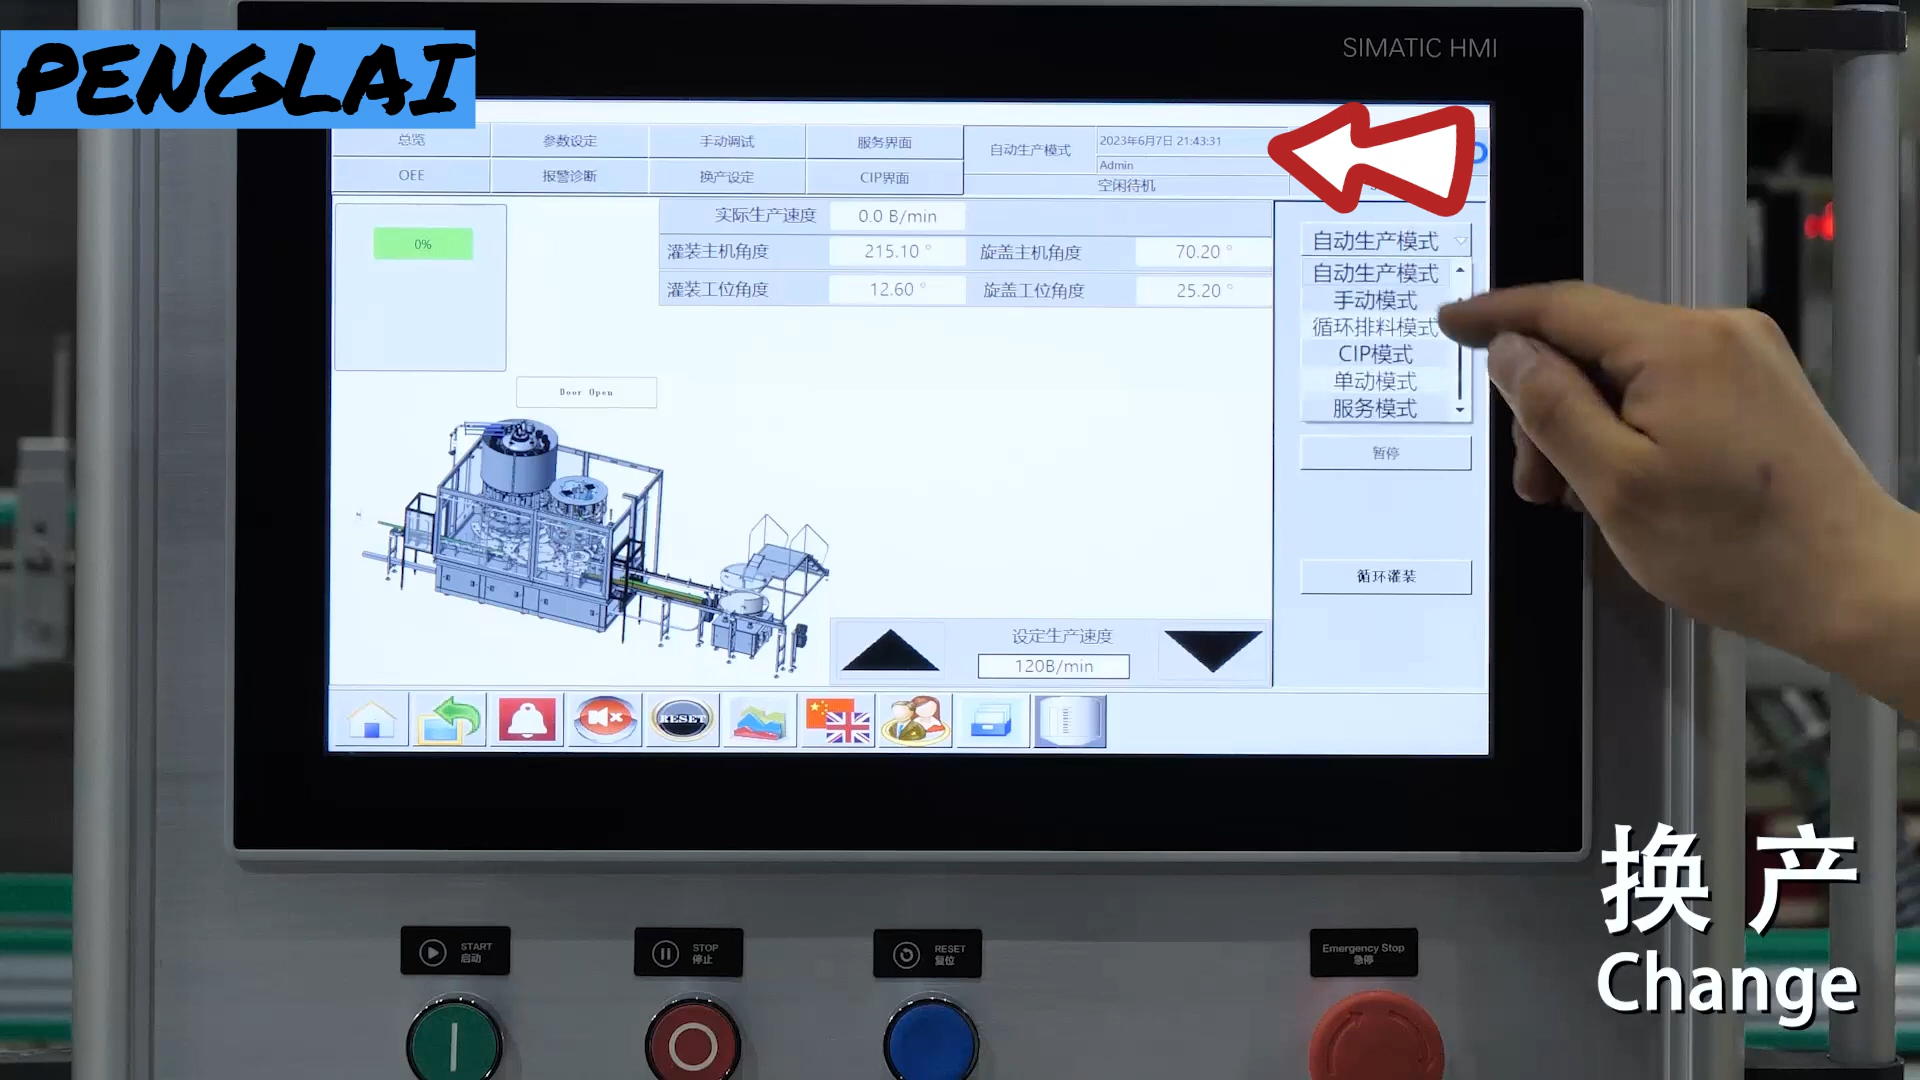 PENGLAI
SIMATIC HMI
总览 参数设定 手动调试 服务界面
OEE 报警诊断 换产设定 CIP界面
自动生产模式
2023年6月7日 21:43:31
Admin
空闲待机
0%
实际生产速度 0.0 B/min
灌装主机角度 215.10 ° 旋盖主机角度 70.20 °
灌装工位角度 12.60 ° 旋盖工位角度 25.20 °
自动生产模式
自动生产模式
手动模式
循环排料模式
CIP模式
单动模式
服务模式
暂停
循环灌装
Door Open
设定生产速度
120B/min
RESET
START
启动
STOP
停止
RESET
复位
Emergency Stop
急停
换产
Change